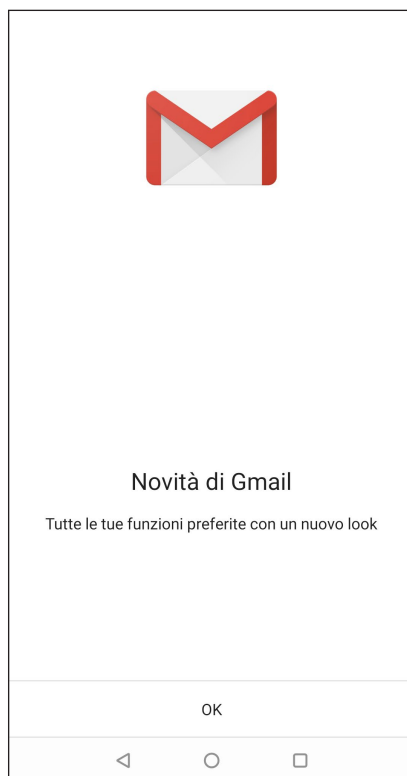 Novità di Gmail
Tutte le tue funzioni preferite con un nuovo look
OK